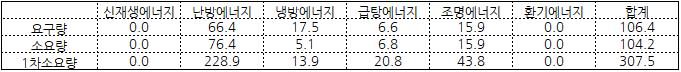 신재생에너지 난방에너지 냉방에너지 급탕에너지 조명에너지 환기에너지 합계
요구량 0.0 66.4 17.5 6.6 15.9 0.0 106.4
소요량 0.0 76.4 5.1 6.8 15.9 0.0 104.2
1차소요량 0.0 228.9 13.9 20.8 43.8 0.0 307.5